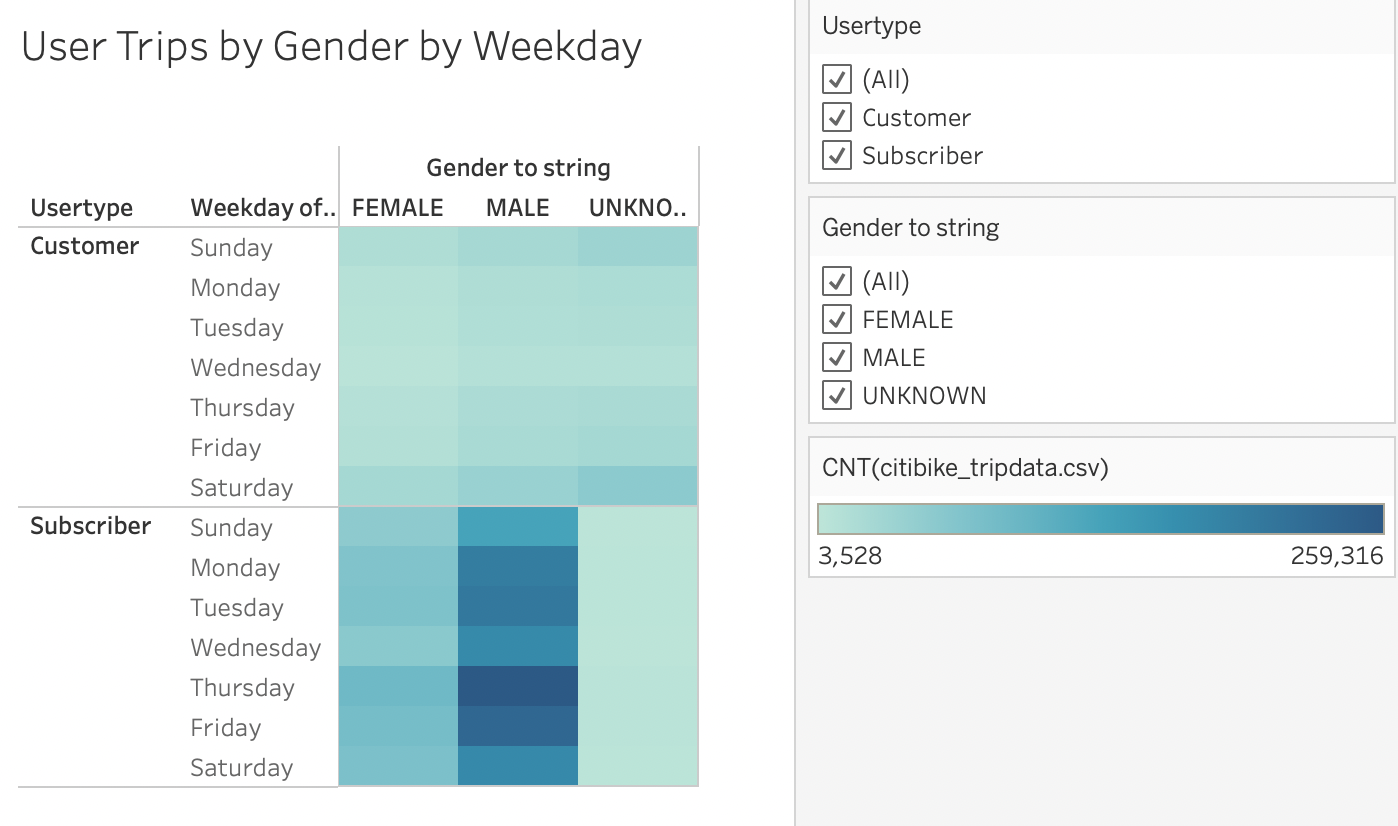 User Trips by Gender by Weekday
Gender to string
Usertype Weekday of.. FEMALE MALE UNKNO..
Customer Sunday
Monday
Tuesday
Wednesday
Thursday
Friday
Saturday
Subscriber Sunday
Monday
Tuesday
Wednesday
Thursday
Friday
Saturday
Usertype
(All)
Customer
Subscriber
Gender to string
(All)
FEMALE
MALE
UNKNOWN
CNT(citibike_tripdata.csv)
3,528 259,316